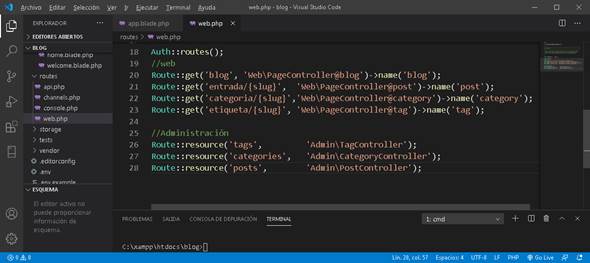 Archivo Editar Selección Ver Ir Ejecutar Terminal Ayuda web.php - blog - Visual Studio Code
EXPLORADOR
EDITORES ABIERTOS
BLOG
home.blade.php
welcome.blade.php
routes
api.php
channels.php
console.php
web.php
storage
tests
vendor
.editorconfig
.env
.env.example
ESQUEMA
El editor activo no
puede proporcionar
información de
esquema.
app.blade.php web.php
routes > web.php
18 Auth::routes();
19 //web
20 Route::get('blog', 'Web\PageController@blog')->name('blog');
21 Route::get('entrada/{slug}', 'Web\PageController@post')->name('post');
22 Route::get('categoria/{slug}','Web\PageController@category')->name('category');
23 Route::get('etiqueta/{slug}', 'Web\PageController@tag')->name('tag');
24
25 //Administración
26 Route::resource('tags', 'Admin\TagController');
27 Route::resource('categories', 'Admin\CategoryController');
28 Route::resource('posts', 'Admin\PostController');
PROBLEMAS SALIDA CONSOLA DE DEPURACIÓN TERMINAL 1: cmd
C:\xampp\htdocs\blog>
0 0 Lín. 28, col. 57 Espacios: 4 UTF-8 LF PHP Go Live